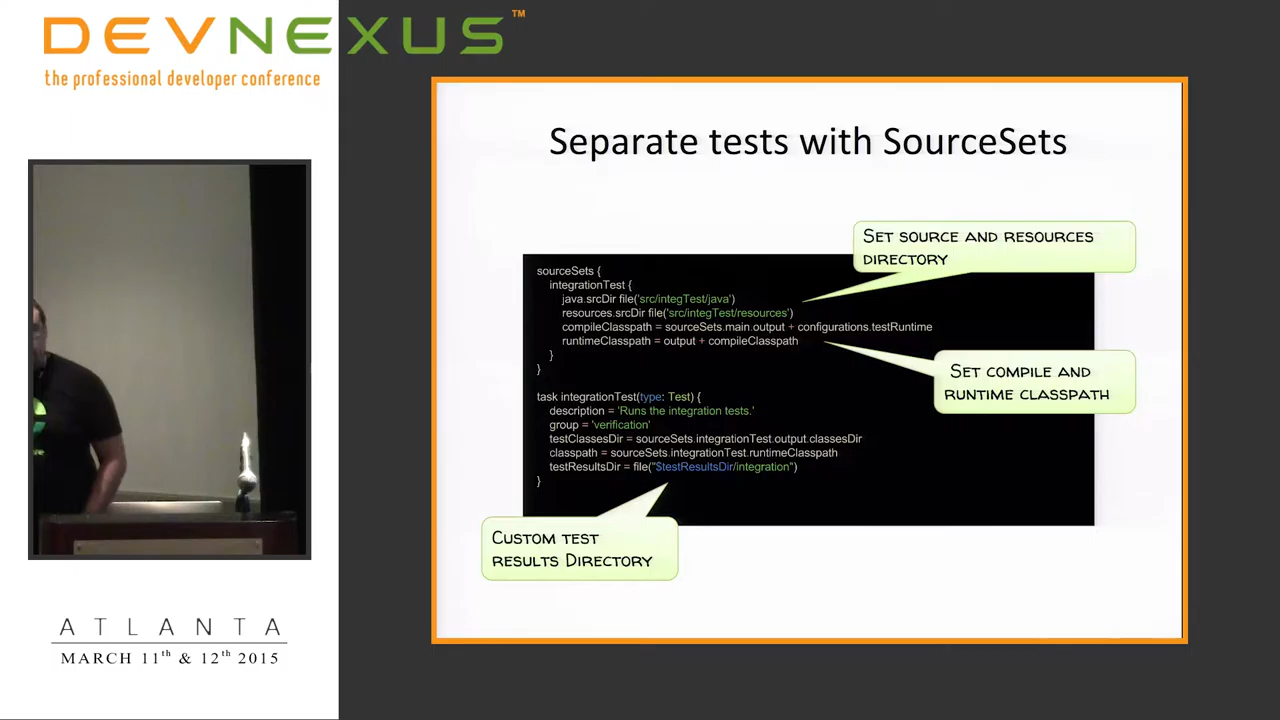 DEVNEXUS™
the professional developer conference
Separate tests with SourceSets
SET SOURCE AND RESOURCES
DIRECTORY
sourceSets {
integrationTest {
java.srcDir file('src/integTest/java')
resources.srcDir file('src/integTest/resources')
compileClasspath = sourceSets.main.output + configurations.testRuntime
runtimeClasspath = output + compileClasspath
}
}
SET COMPILE AND
RUNTIME CLASSPATH
task integrationTest(type: Test) {
description = 'Runs the integration tests.'
group = 'verification'
testClassesDir = sourceSets.integrationTest.output.classesDir
classpath = sourceSets.integrationTest.runtimeClasspath
testResultsDir = file("$testResultsDir/integration")
}
CUSTOM TEST
RESULTS DIRECTORY
ATLANTA
MARCH 11th & 12th 2015